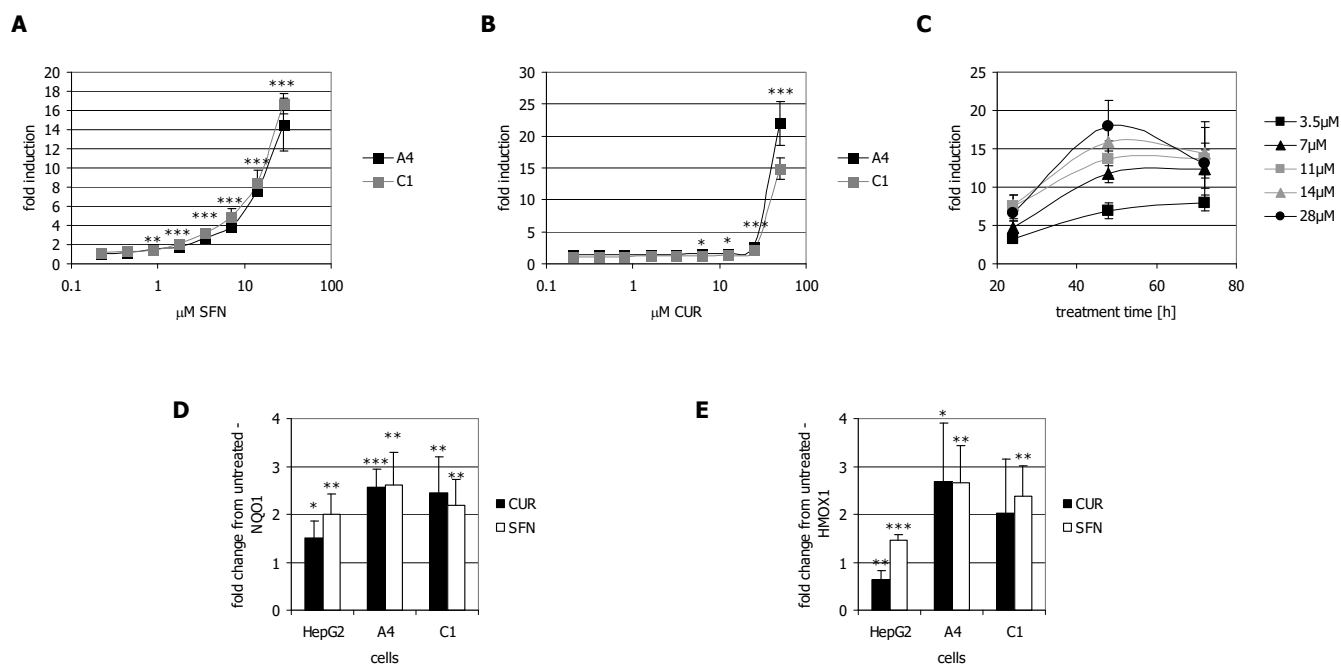 A
fold induction
20
18
16
14
12
10
8
6
4
2
0
0.1
1
10
100
µM SFN
**
***
***
***
***
***
A4
C1
B
fold induction
30
25
20
15
10
5
0
0.1
1
10
100
µM CUR
*
*
***
***
A4
C1
C
fold induction
25
20
15
10
5
0
20
40
60
80
treatment time [h]
3.5µM
7µM
11µM
14µM
28µM
D
fold change from untreated -
NQO1
4
3
2
1
0
*
**
***
**
**
**
HepG2
A4
C1
cells
CUR
SFN
E
fold change from untreated -
HMOX1
4
3
2
1
0
**
***
*
**
**
HepG2
A4
C1
cells
CUR
SFN